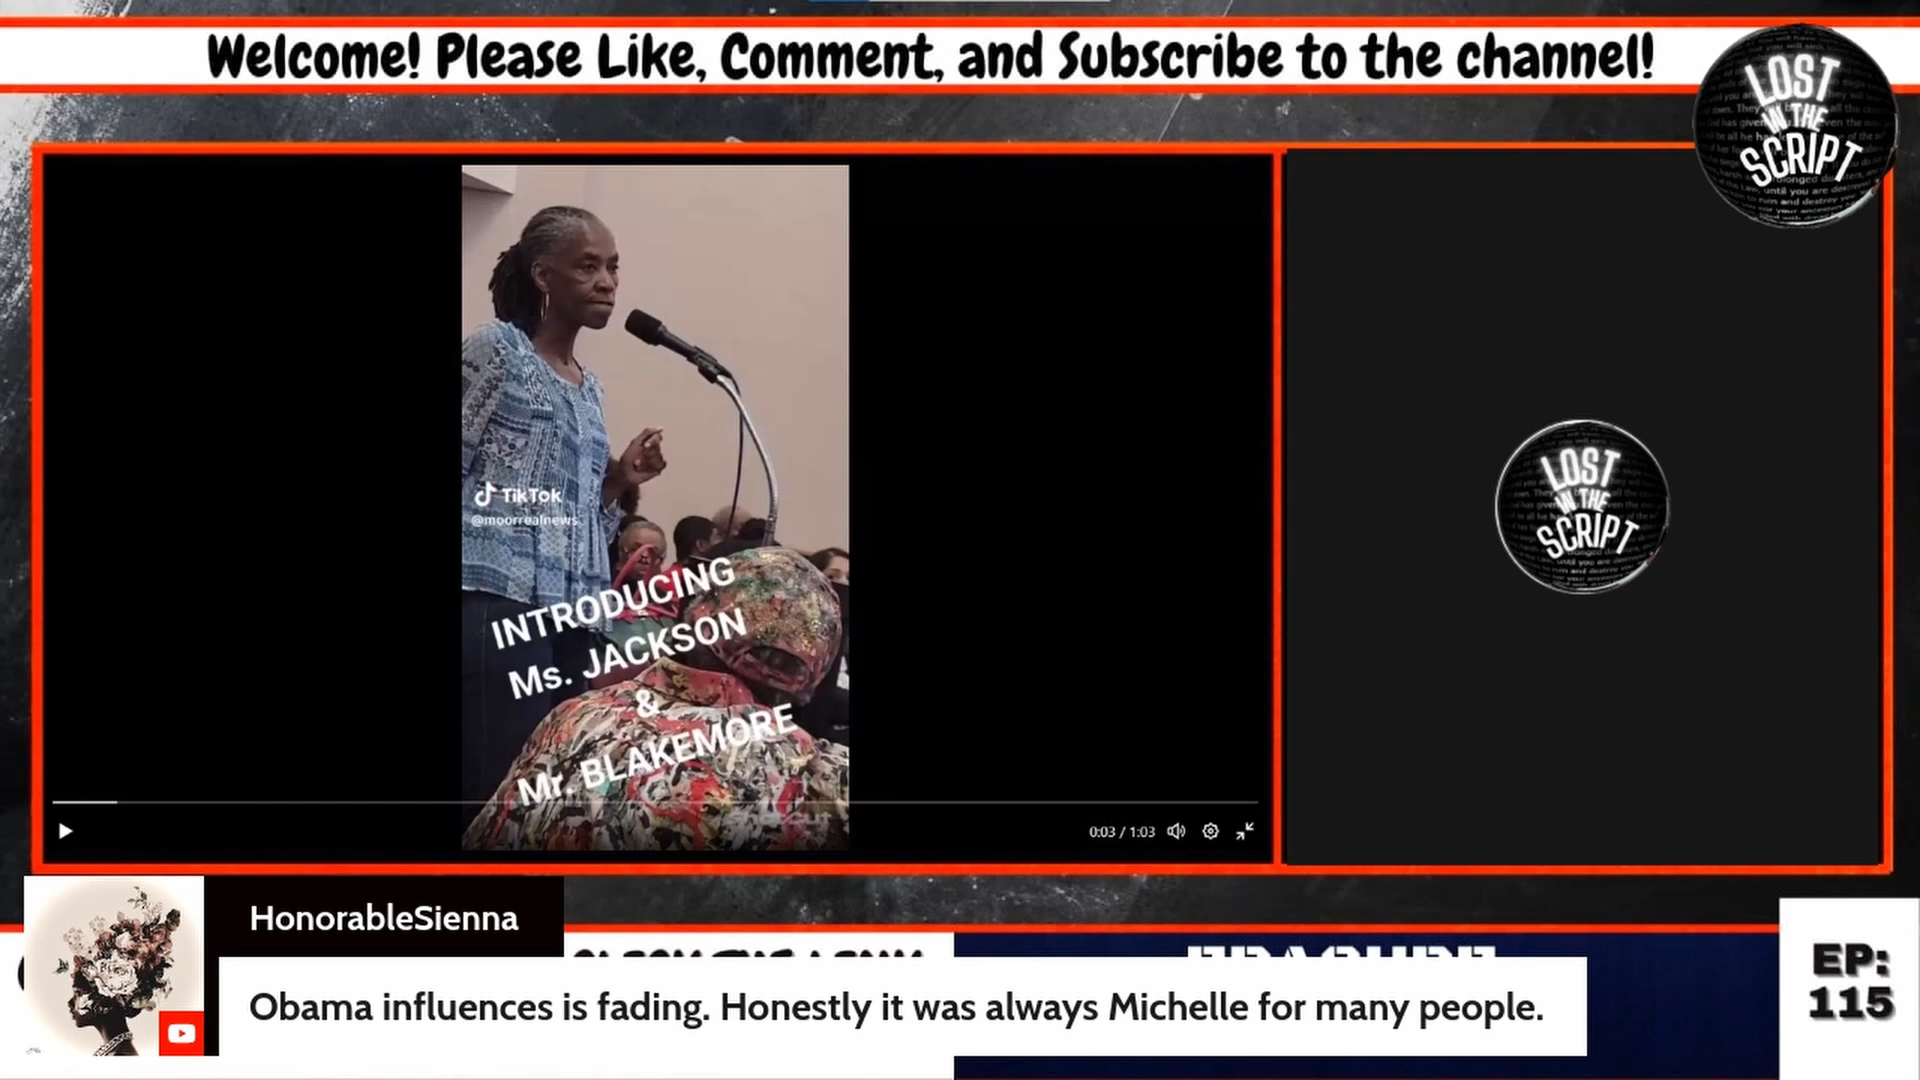 Welcome! Please Like, Comment, and Subscribe to the channel!
LOST
IN THE
SCRIPT
TikTok
@moorrealnews
INTRODUCING
Ms. JACKSON
&
Mr. BLAKEMORE
0:03 / 1:03
LOST
IN THE
SCRIPT
HonorableSienna
Obama influences is fading. Honestly it was always Michelle for many people.
EP:
115